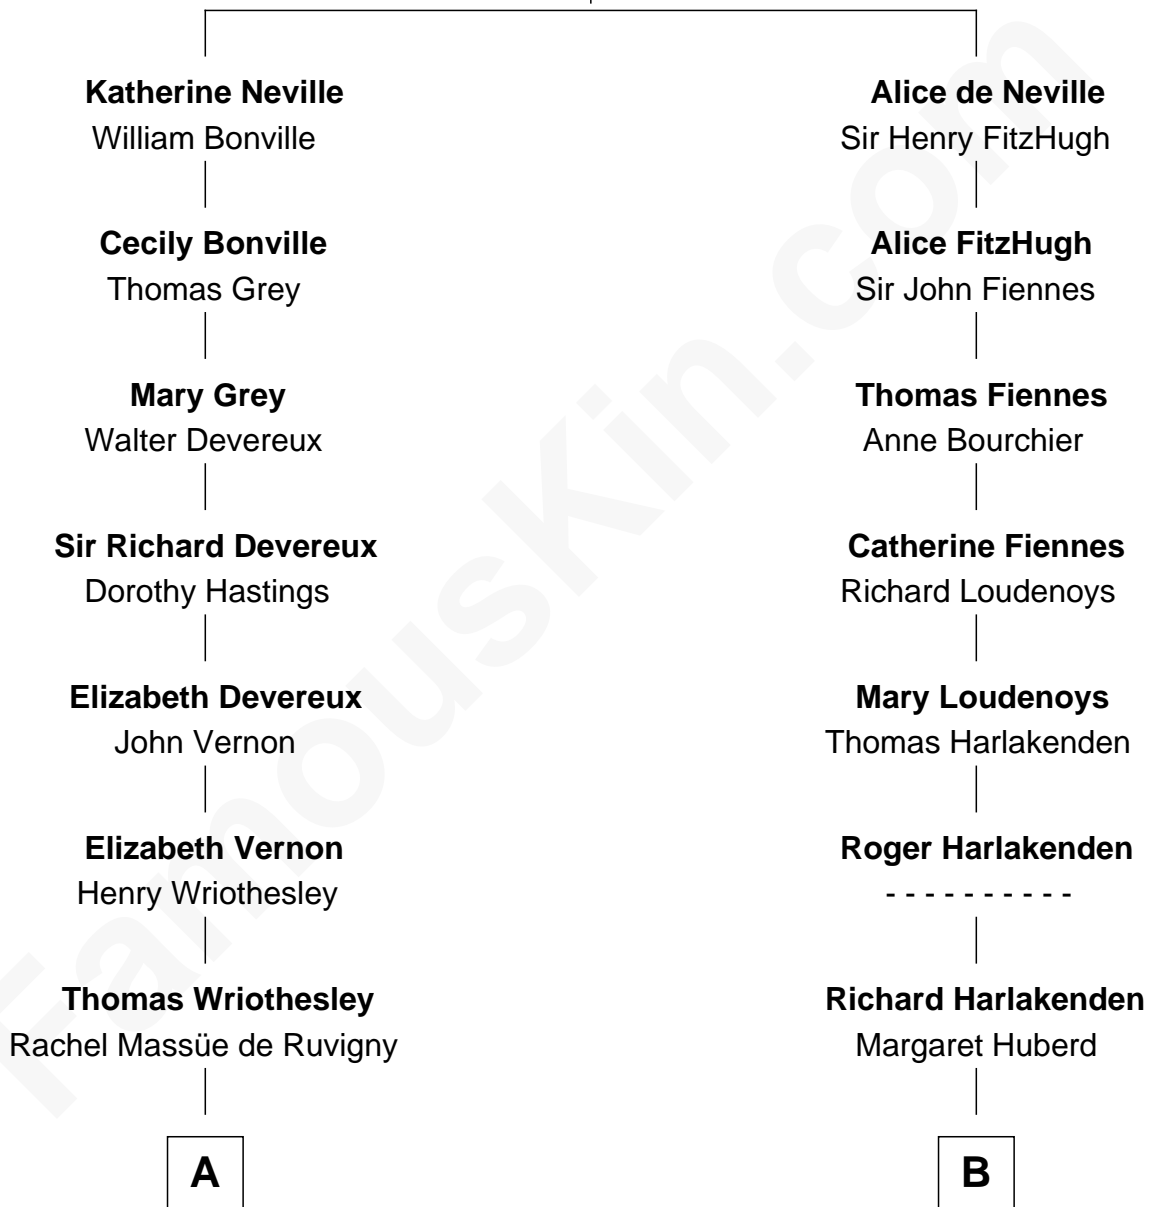 Katherine Neville
William Bonville
Cecily Bonville
Thomas Grey
Mary Grey
Walter Devereux
Sir Richard Devereux
Dorothy Hastings
Elizabeth Devereux
John Vernon
Elizabeth Vernon
Henry Wriothesley
Thomas Wriothesley
Rachel Massüe de Ruvigny
A
Alice de Neville
Sir Henry FitzHugh
Alice FitzHugh
Sir John Fiennes
Thomas Fiennes
Anne Bourchier
Catherine Fiennes
Richard Loudenoys
Mary Loudenoys
Thomas Harlakenden
Roger Harlakenden
- - - - - - - - - -
Richard Harlakenden
Margaret Huberd
B
FamousKin.com